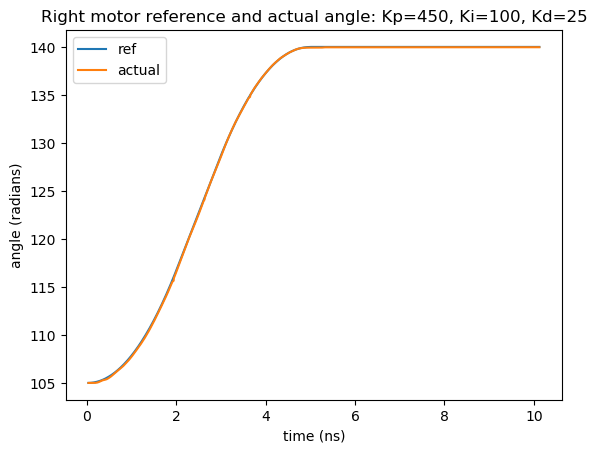 Right motor reference and actual angle: Kp=450, Ki=100, Kd=25
ref
actual
140
135
130
125
120
115
110
105
angle (radians)
0 2 4 6 8 10
time (ns)